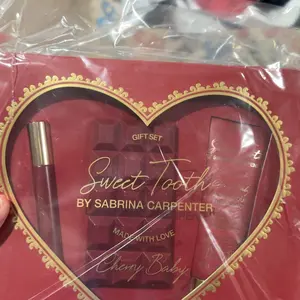 GIFT SET
Sweet Tooth
BY SABRINA CARPENTER
MADE WITH LOVE
Cherry Baby